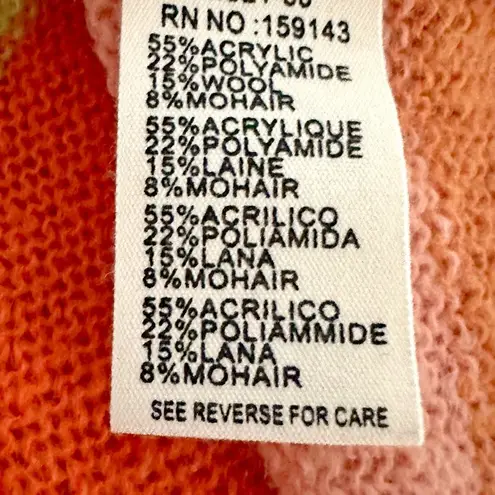 RN NO :159143
55%ACRYLIC
22%POLYAMIDE
15%WOOL
8%MOHAIR
55%ACRYLIQUE
22%POLYAMIDE
15%LAINE
8%MOHAIR
55%ACRILICO
22%POLIAMIDA
15%LANA
8%MOHAIR
55%ACRILICO
22%POLIAMMIDE
15%LANA
8%MOHAIR
SEE REVERSE FOR CARE